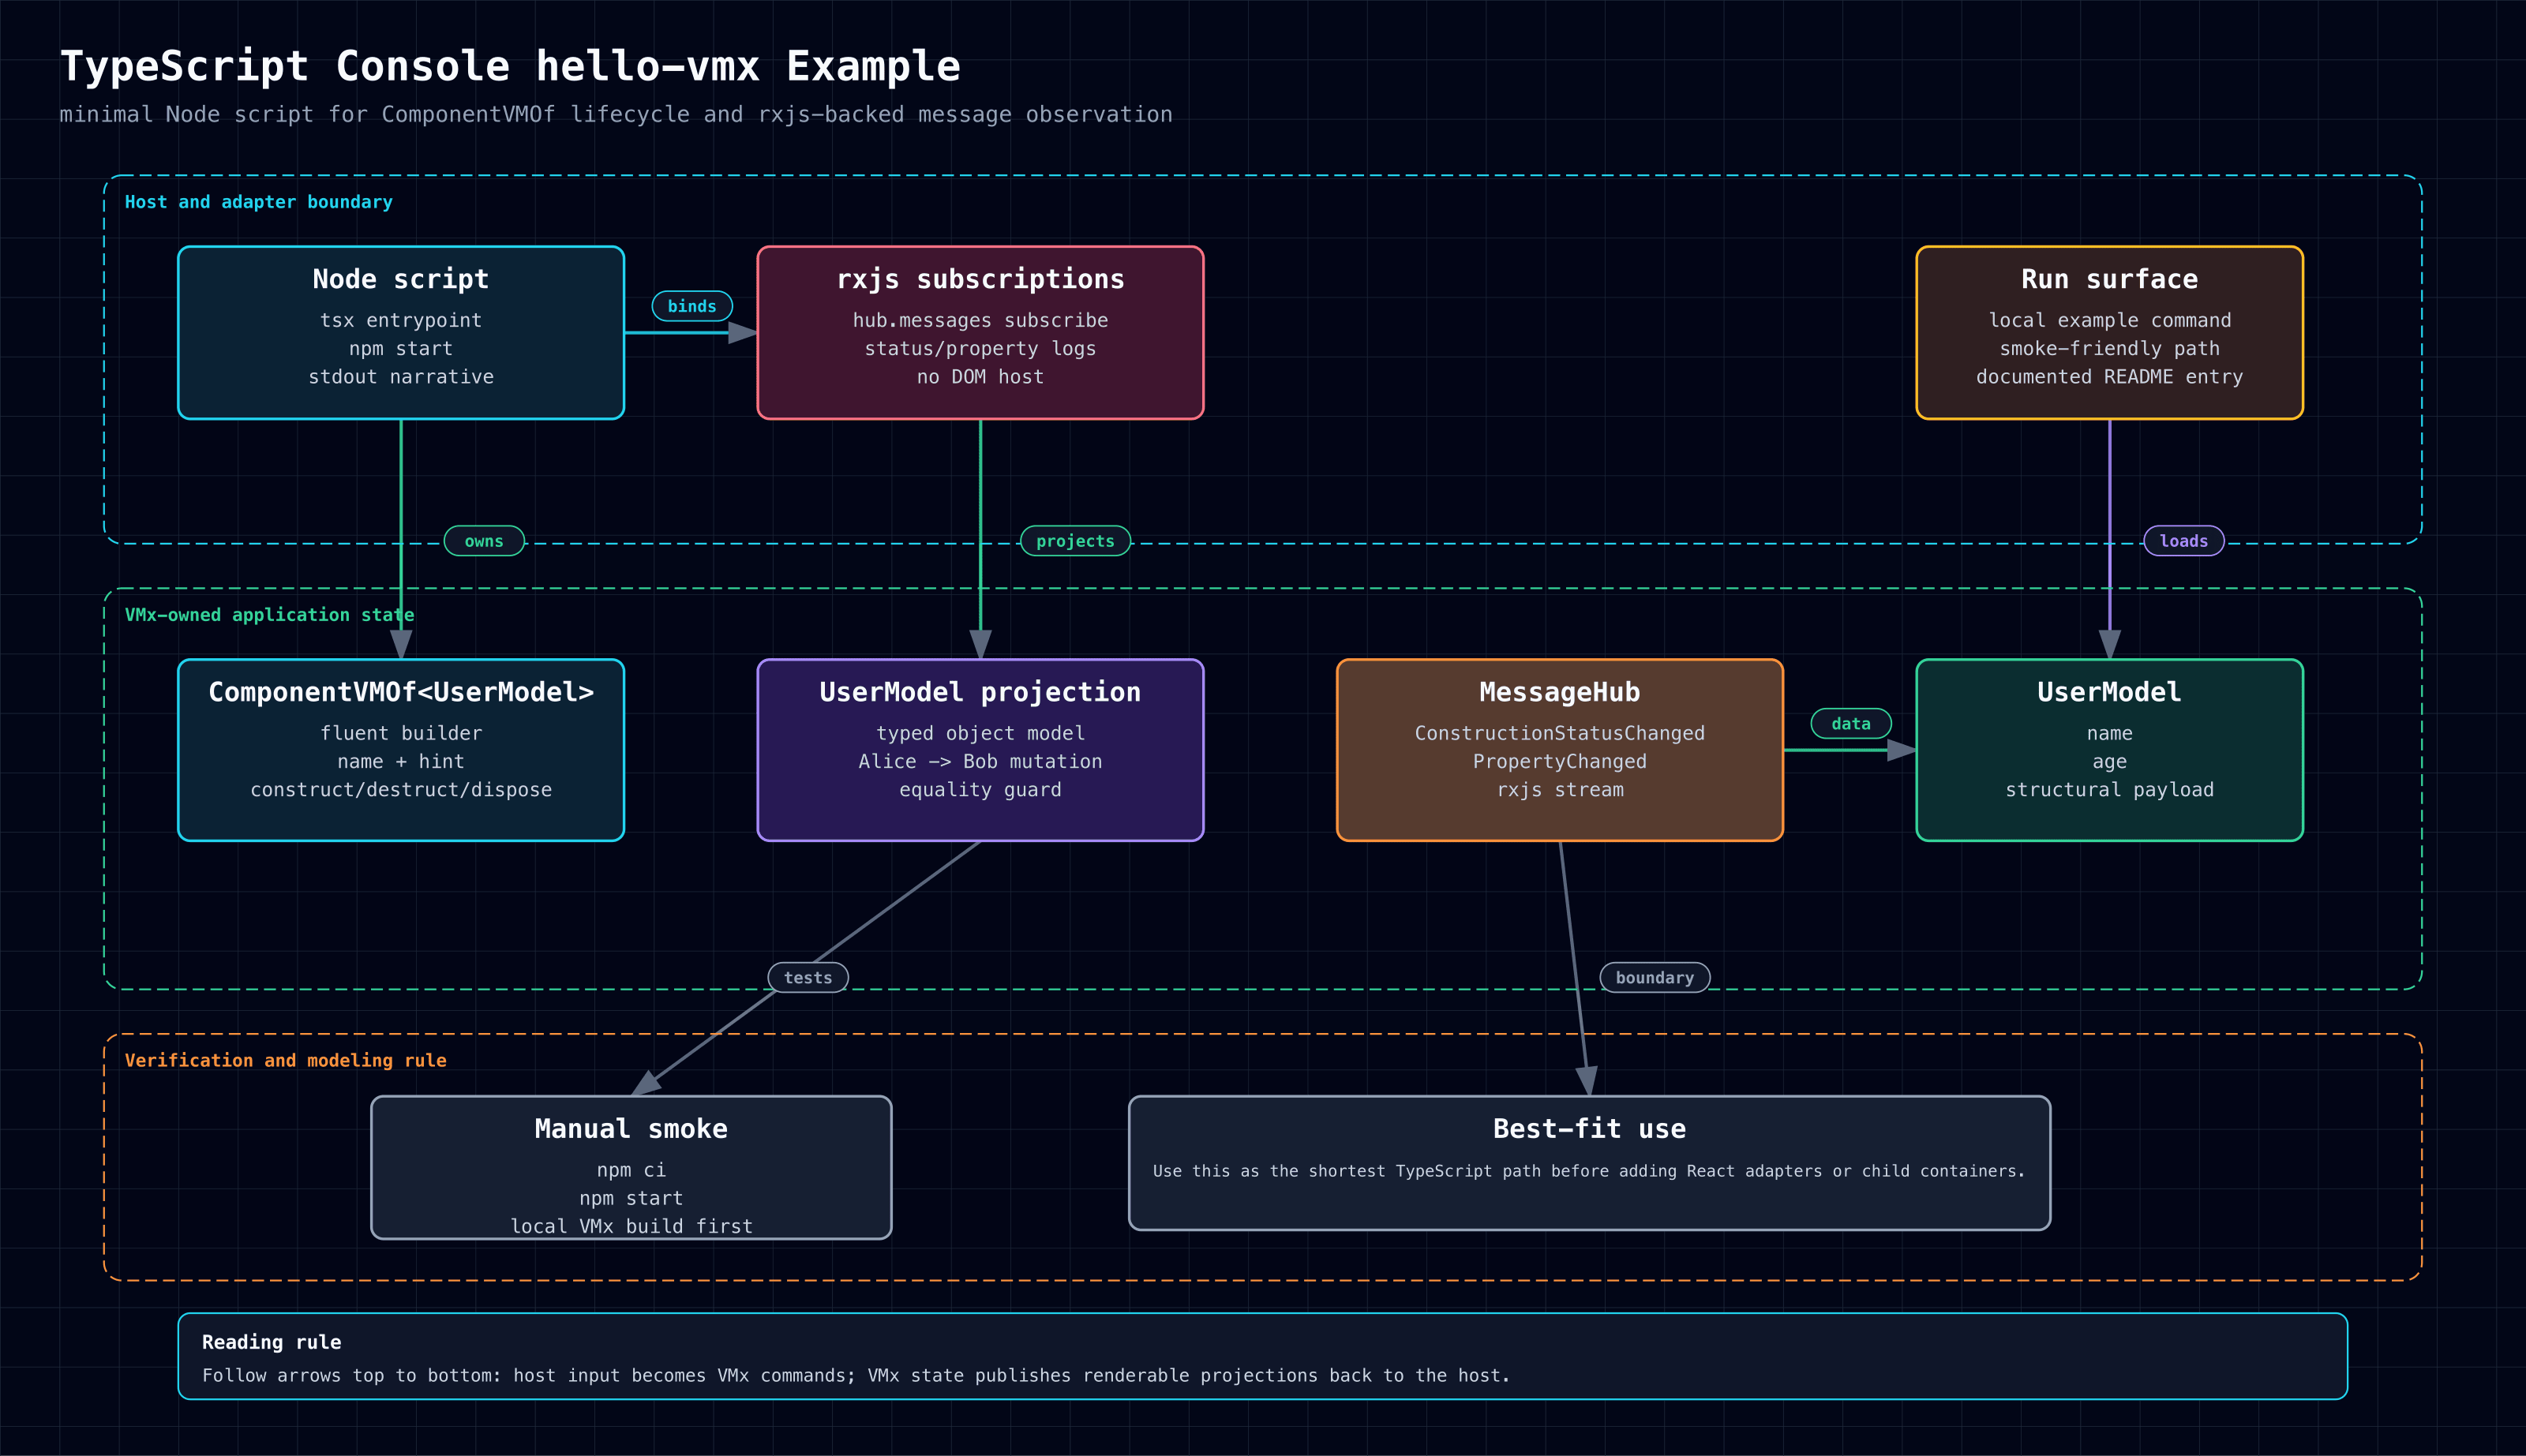 TypeScript Console hello-vmx Example
minimal Node script for ComponentVMOf lifecycle and rxjs-backed message observation
Host and adapter boundary
Node script
tsx entrypoint
npm start
stdout narrative
binds
rxjs subscriptions
hub.messages subscribe
status/property logs
no DOM host
Run surface
local example command
smoke-friendly path
documented README entry
owns
projects
loads
VMx-owned application state
ComponentVMOf<UserModel>
fluent builder
name + hint
construct/destruct/dispose
UserModel projection
typed object model
Alice -> Bob mutation
equality guard
MessageHub
ConstructionStatusChanged
PropertyChanged
rxjs stream
data
UserModel
name
age
structural payload
tests
boundary
Verification and modeling rule
Manual smoke
npm ci
npm start
local VMx build first
Best-fit use
Use this as the shortest TypeScript path before adding React adapters or child containers.
Reading rule
Follow arrows top to bottom: host input becomes VMx commands; VMx state publishes renderable projections back to the host.